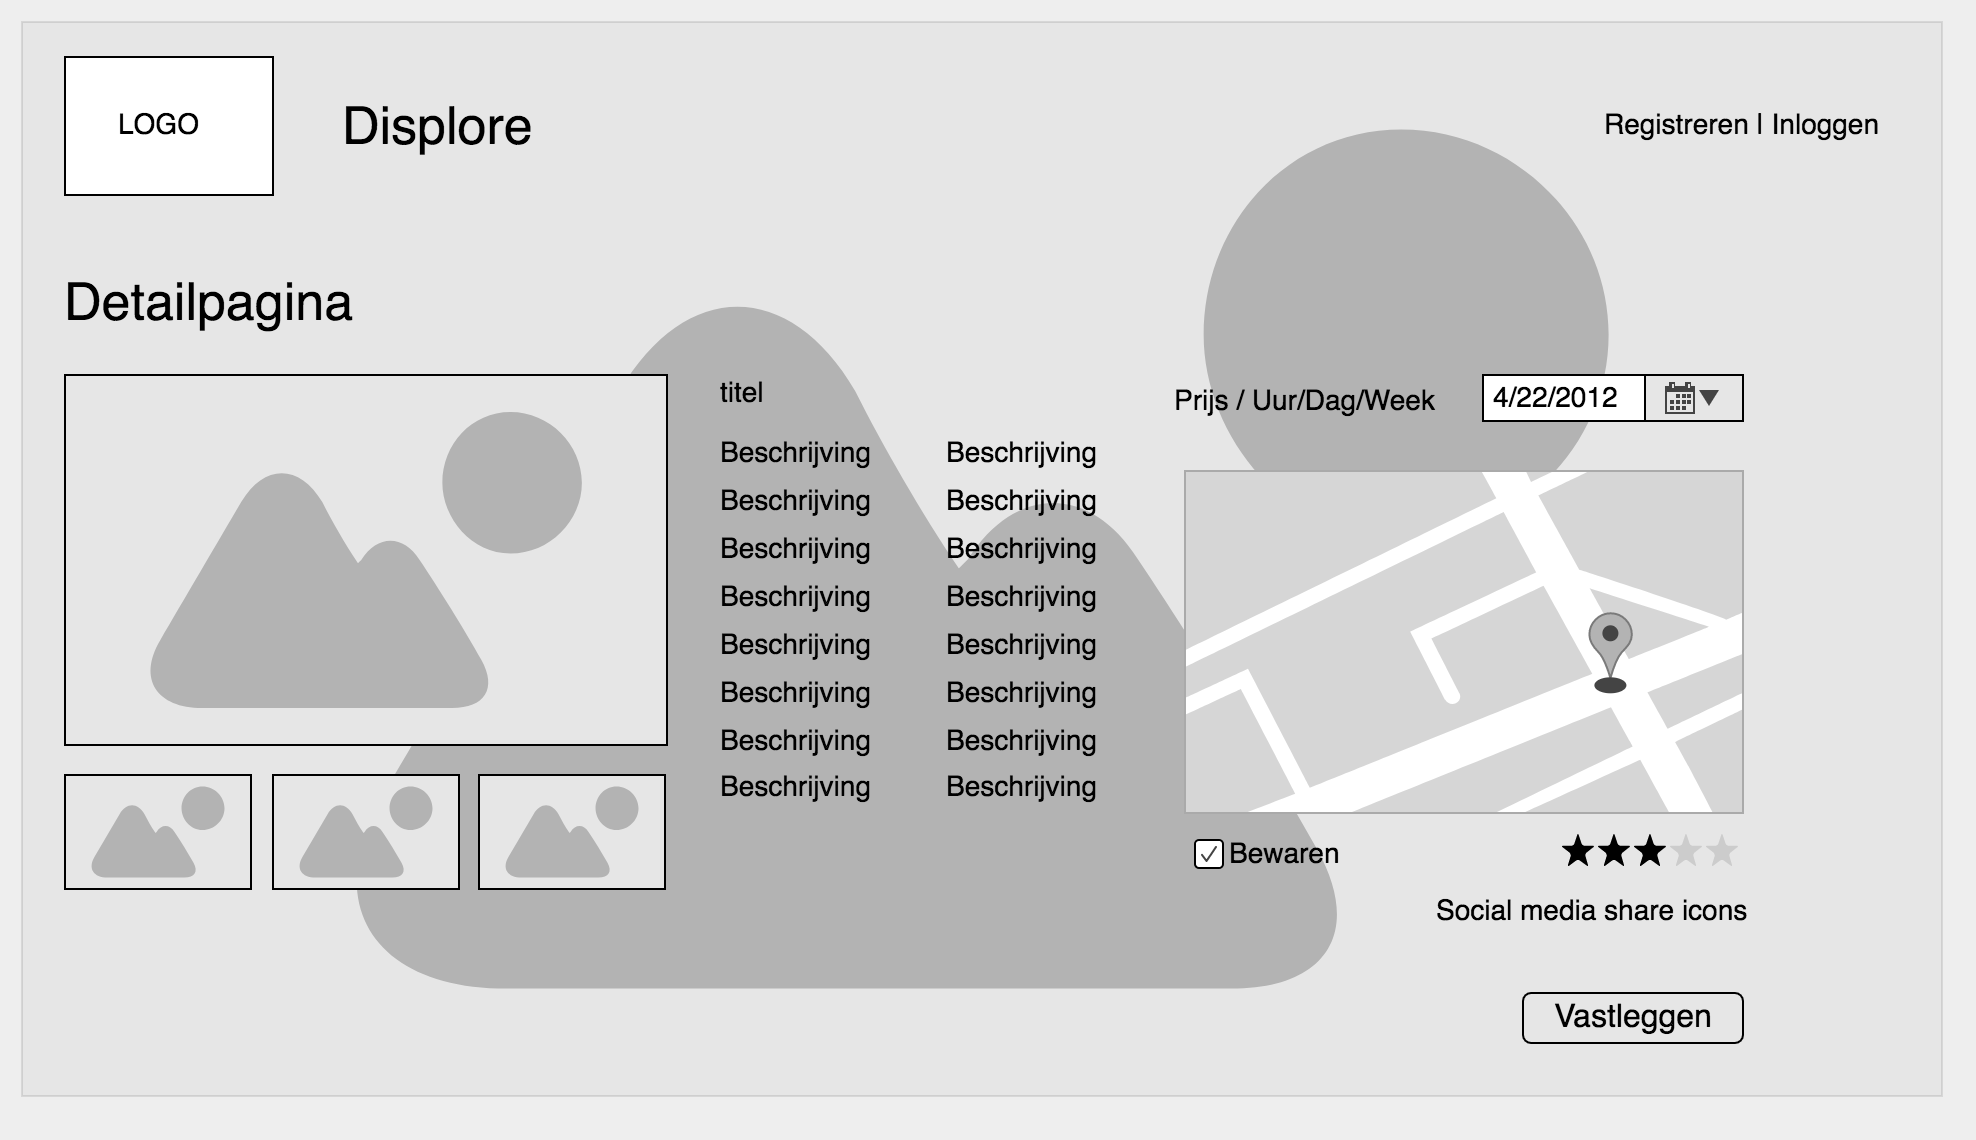 LOGO
Displore
Registreren | Inloggen
Detailpagina
titel
Prijs / Uur/Dag/Week
4/22/2012
Beschrijving Beschrijving
Beschrijving Beschrijving
Beschrijving Beschrijving
Beschrijving Beschrijving
Beschrijving Beschrijving
Beschrijving Beschrijving
Beschrijving Beschrijving
Beschrijving Beschrijving
Bewaren
Social media share icons
Vastleggen